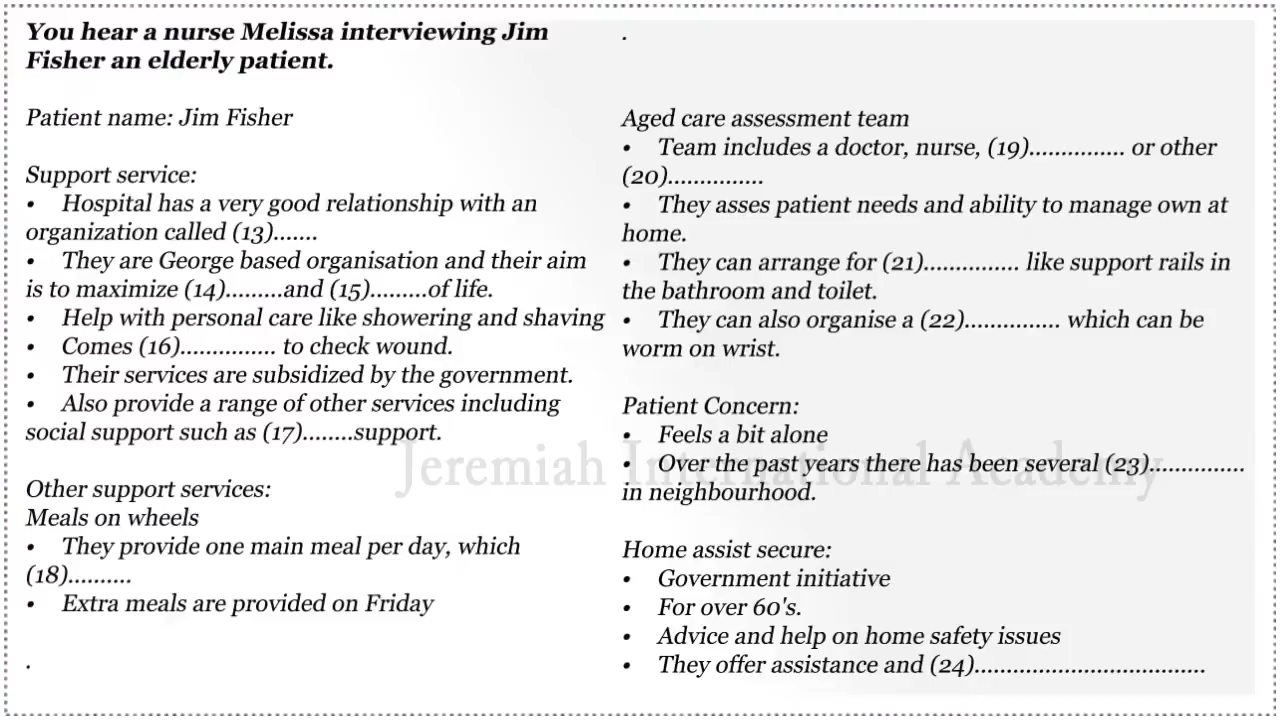 You hear a nurse Melissa interviewing Jim
Fisher an elderly patient.
Patient name: Jim Fisher
Support service:
• Hospital has a very good relationship with an
organization called (13).......
• They are George based organisation and their aim
is to maximize (14).........and (15).........of life.
• Help with personal care like showering and shaving
• Comes (16)............... to check wound.
• Their services are subsidized by the government.
• Also provide a range of other services including
social support such as (17)........support.
Other support services:
Meals on wheels
• They provide one main meal per day, which
(18)..........
• Extra meals are provided on Friday
.
.
Aged care assessment team
• Team includes a doctor, nurse, (19)............... or other
(20)...............
• They asses patient needs and ability to manage own at
home.
• They can arrange for (21)............... like support rails in
the bathroom and toilet.
• They can also organise a (22)............... which can be
worm on wrist.
Patient Concern:
• Feels a bit alone
• Over the past years there has been several (23)...............
in neighbourhood.
Home assist secure:
• Government initiative
• For over 60's.
• Advice and help on home safety issues
• They offer assistance and (24)....................................
Jeremiah International Academy